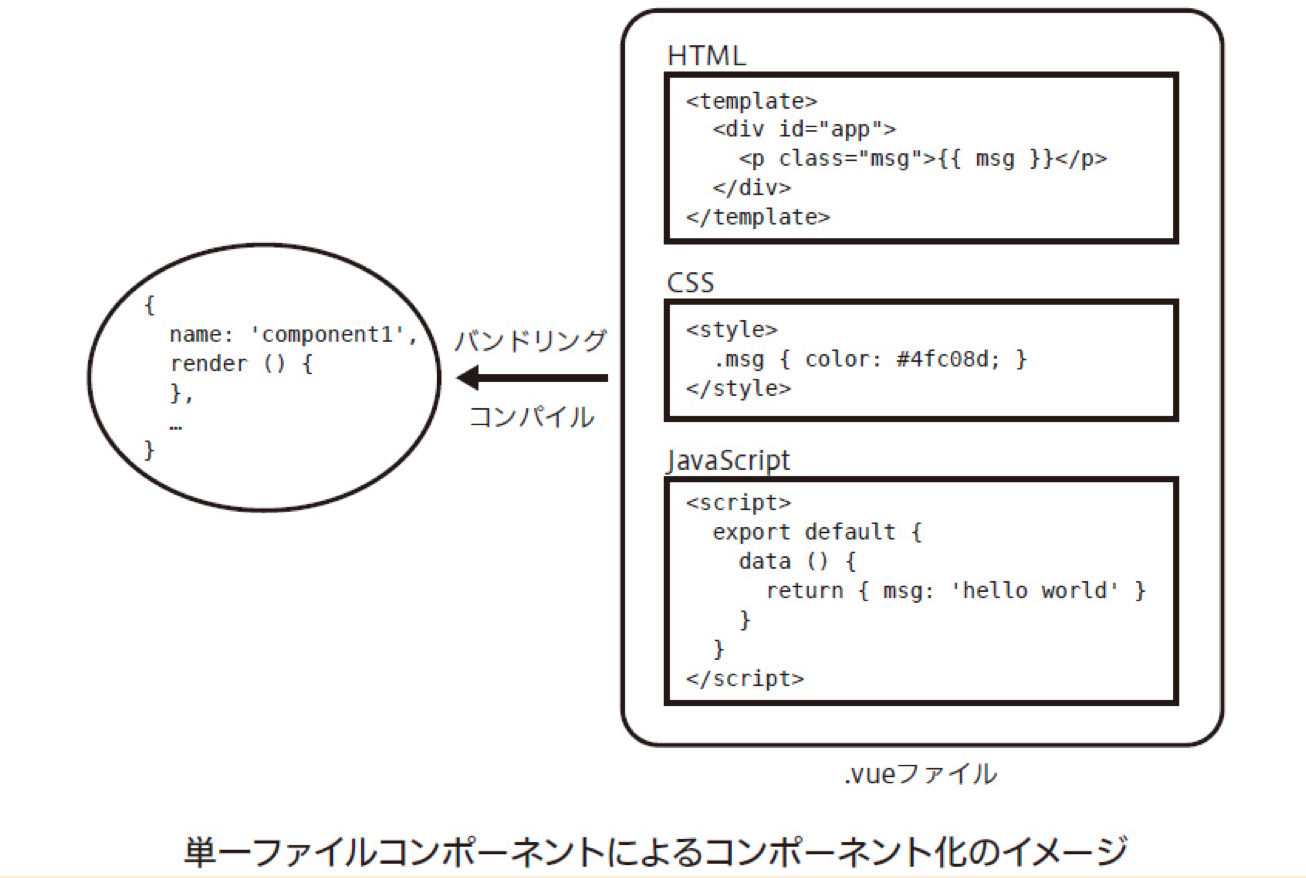 HTML
<template>
  <div id="app">
    <p class="msg">{{ msg }}</p>
  </div>
</template>
CSS
<style>
  .msg { color: #4fc08d; }
</style>
JavaScript
<script>
  export default {
    data () {
      return { msg: 'hello world' }
    }
  }
</script>
.vueファイル
バンドリング
コンパイル
{
  name: 'component1',
  render () {
  },
  …
}
単一ファイルコンポーネントによるコンポーネント化のイメージ